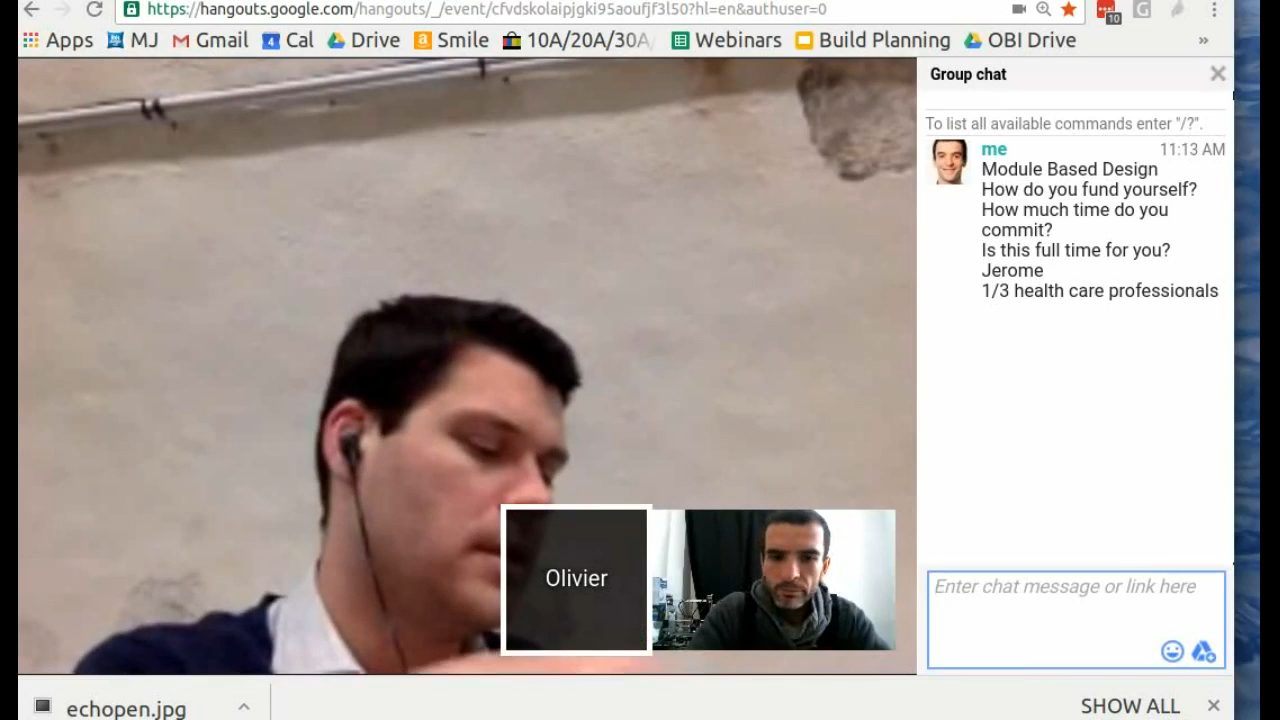 https://hangouts.google.com/hangouts/_/event/cfvdskolaipjgki95aoufjf3l50?hl=en&authuser=0
10
G
Apps MJ Gmail 4 Cal Drive a Smile 10A/20A/30A Webinars Build Planning OBI Drive »
Group chat
To list all available commands enter "/?".
me 11:13 AM
Module Based Design
How do you fund yourself?
How much time do you
commit?
Is this full time for you?
Jerome
1/3 health care professionals
Olivier
Enter chat message or link here
echopen.jpg
SHOW ALL